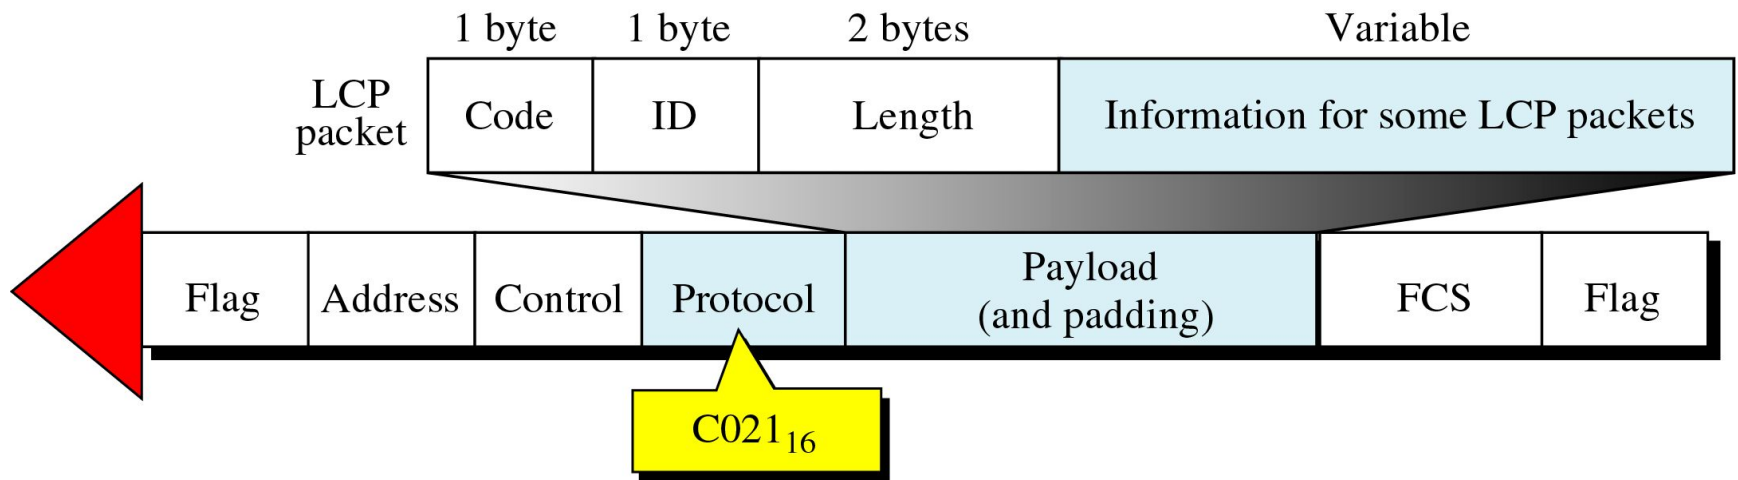 1 byte 1 byte 2 bytes Variable
LCP
packet
Code ID Length Information for some LCP packets
Flag Address Control Protocol Payload
(and padding) FCS Flag
C021₁₆